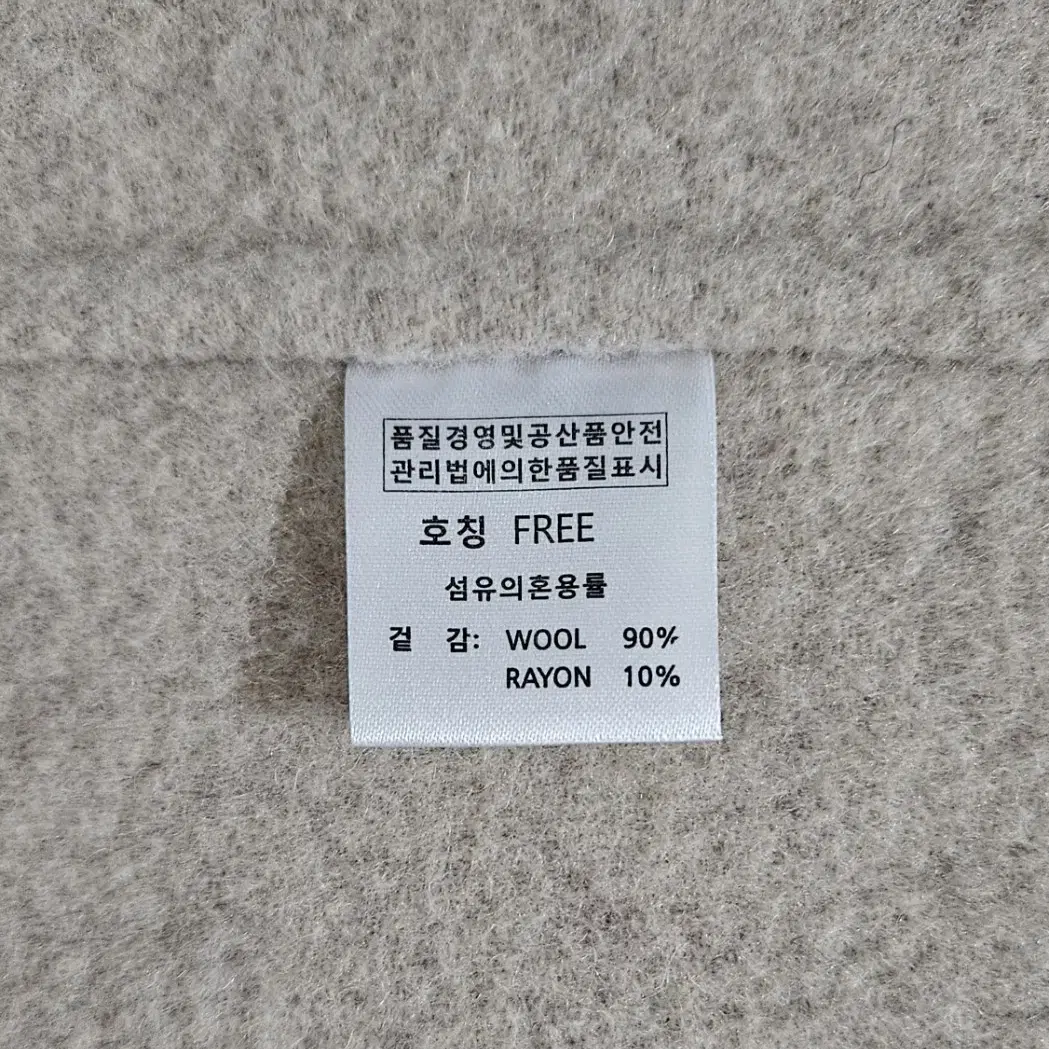 품질경영및공산품안전
관리법에의한품질표시
호칭 FREE
섬유의혼용률
겉 감: WOOL 90%
RAYON 10%